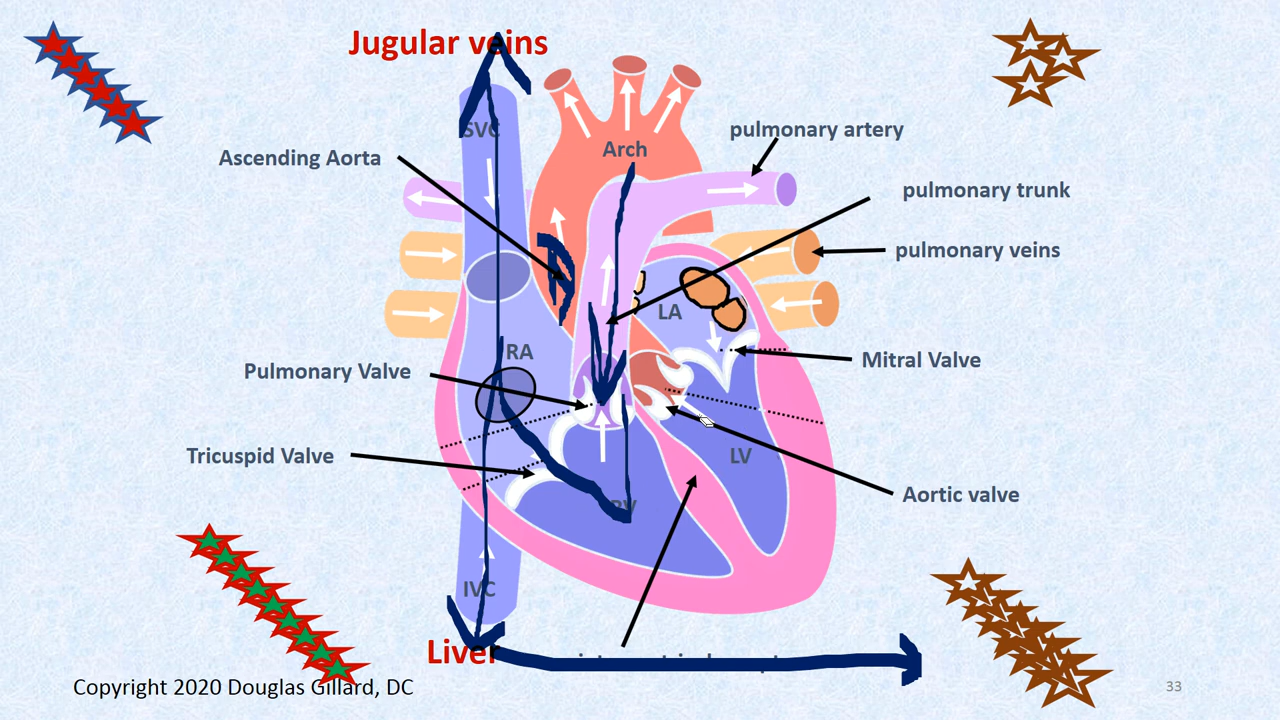 Jugular veins
SVC
Arch
pulmonary artery
Ascending Aorta
pulmonary trunk
pulmonary veins
LA
RA
Mitral Valve
Pulmonary Valve
Tricuspid Valve
LV
Aortic valve
RV
IVC
Liver
Copyright 2020 Douglas Gillard, DC
33